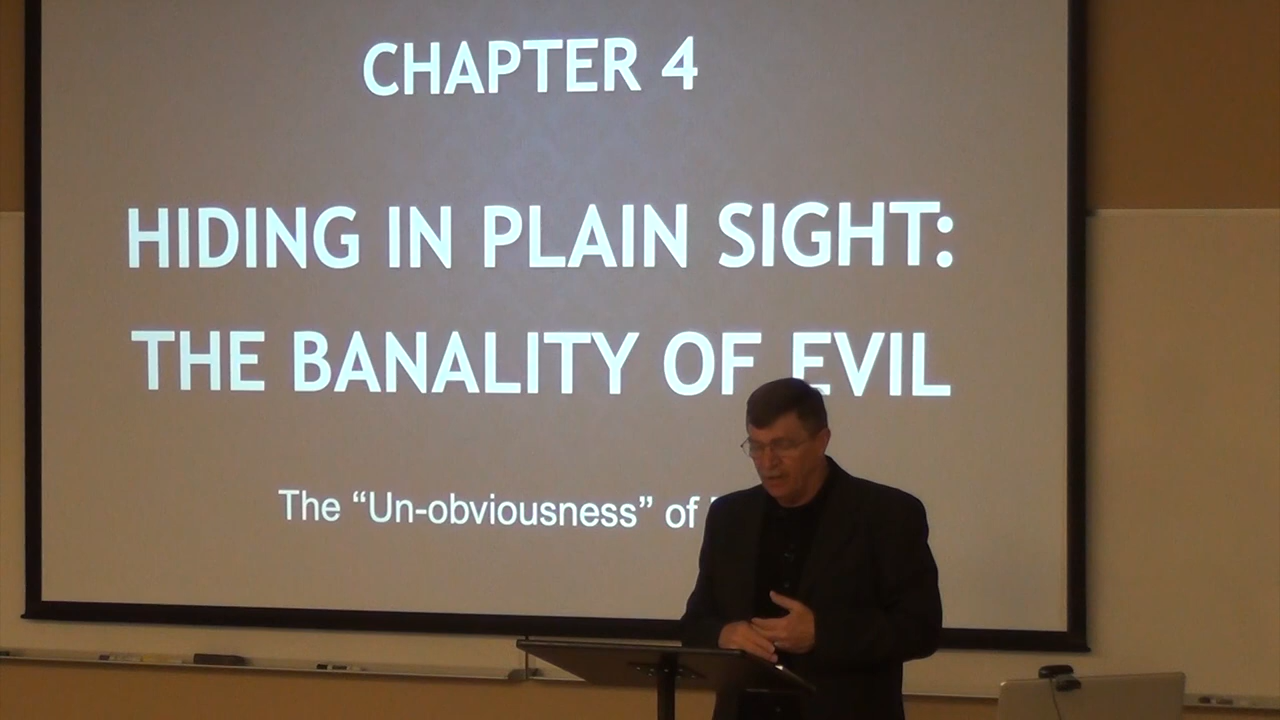 CHAPTER 4
HIDING IN PLAIN SIGHT:
THE BANALITY OF EVIL
The “Un-obviousness” of